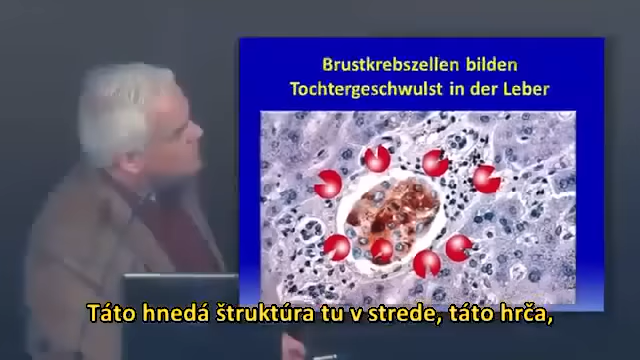 Brustkrebszellen bilden
Tochtergeschwulst in der Leber
Táto hnedá štruktúra tu v strede, táto hrča,